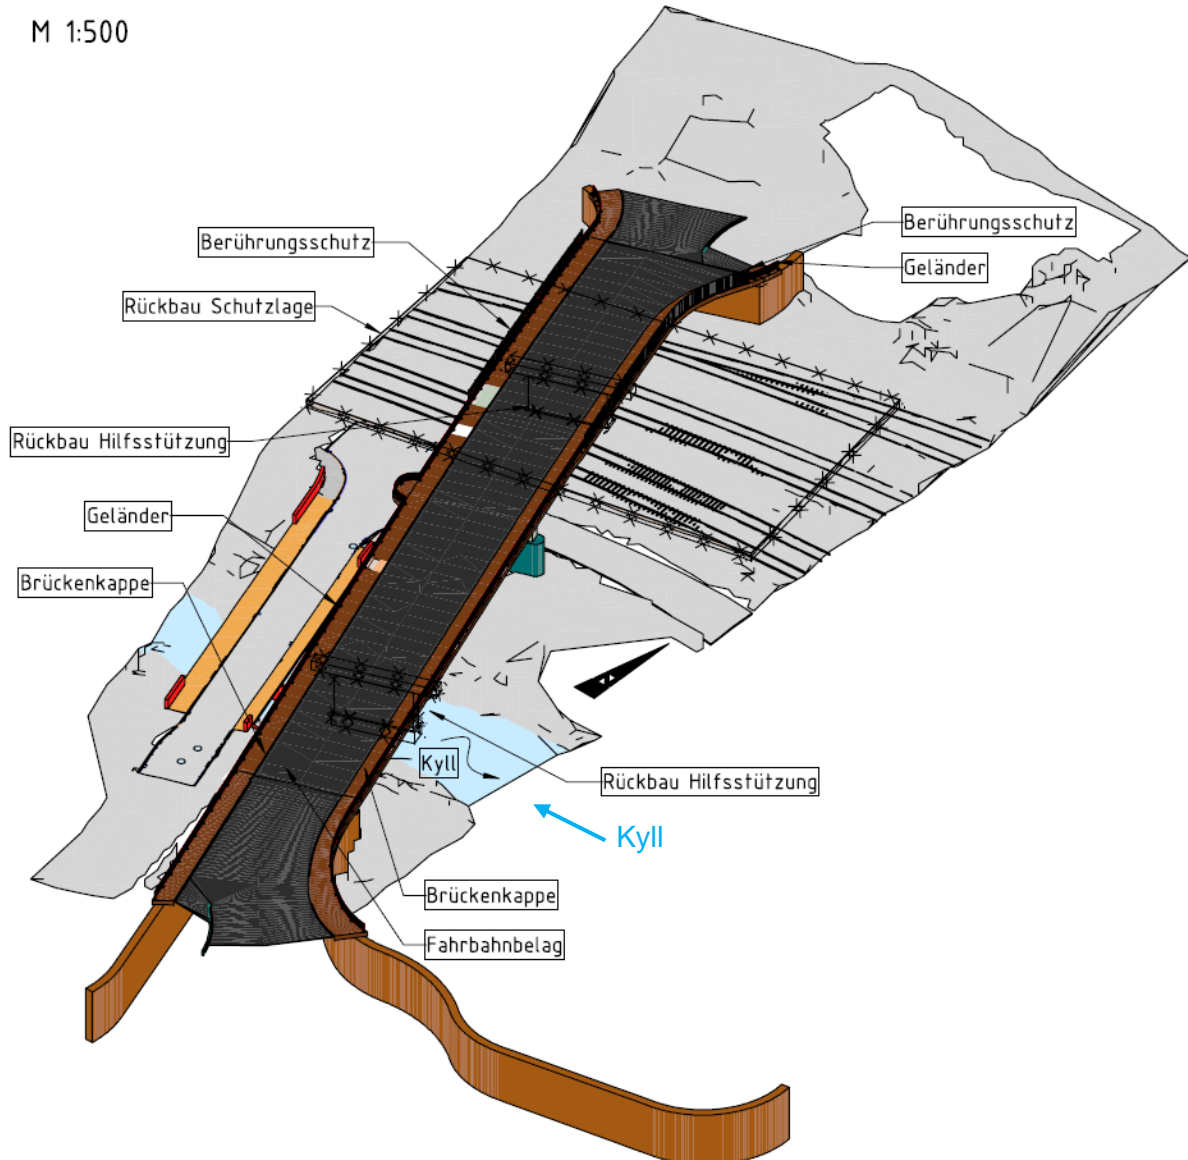 M 1:500
Berührungsschutz
Berührungsschutz
Geländer
Rückbau Schutzlage
Rückbau Hilfsstützung
Geländer
Brückenkappe
Kyll
Rückbau Hilfsstützung
Kyll
Brückenkappe
Fahrbahnbelag